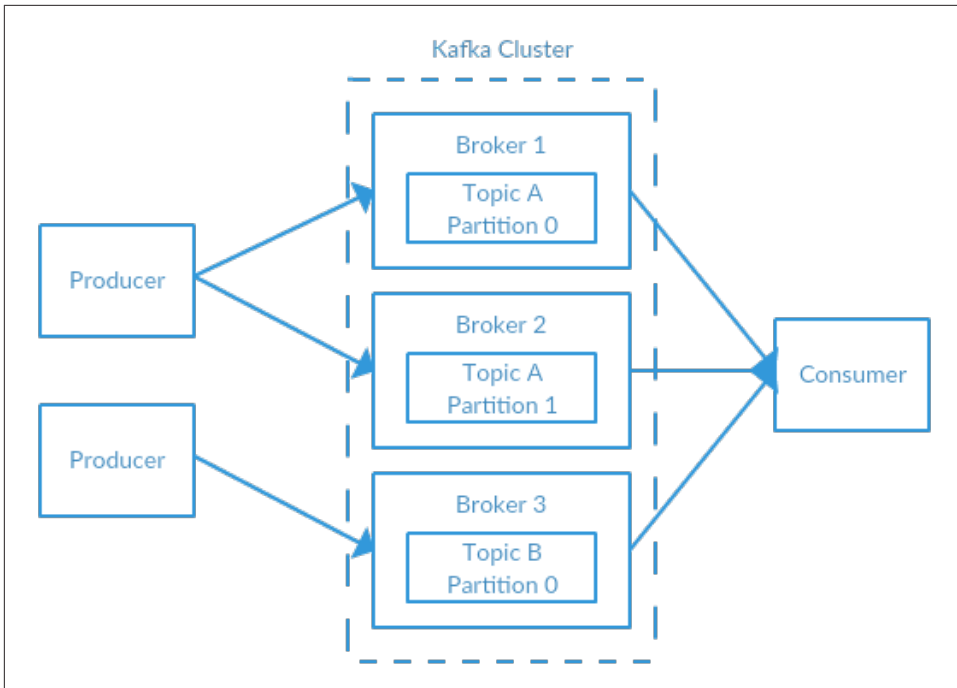 Kafka Cluster
Broker 1
Topic A
Partition 0
Producer
Broker 2
Topic A
Partition 1
Consumer
Producer
Broker 3
Topic B
Partition 0